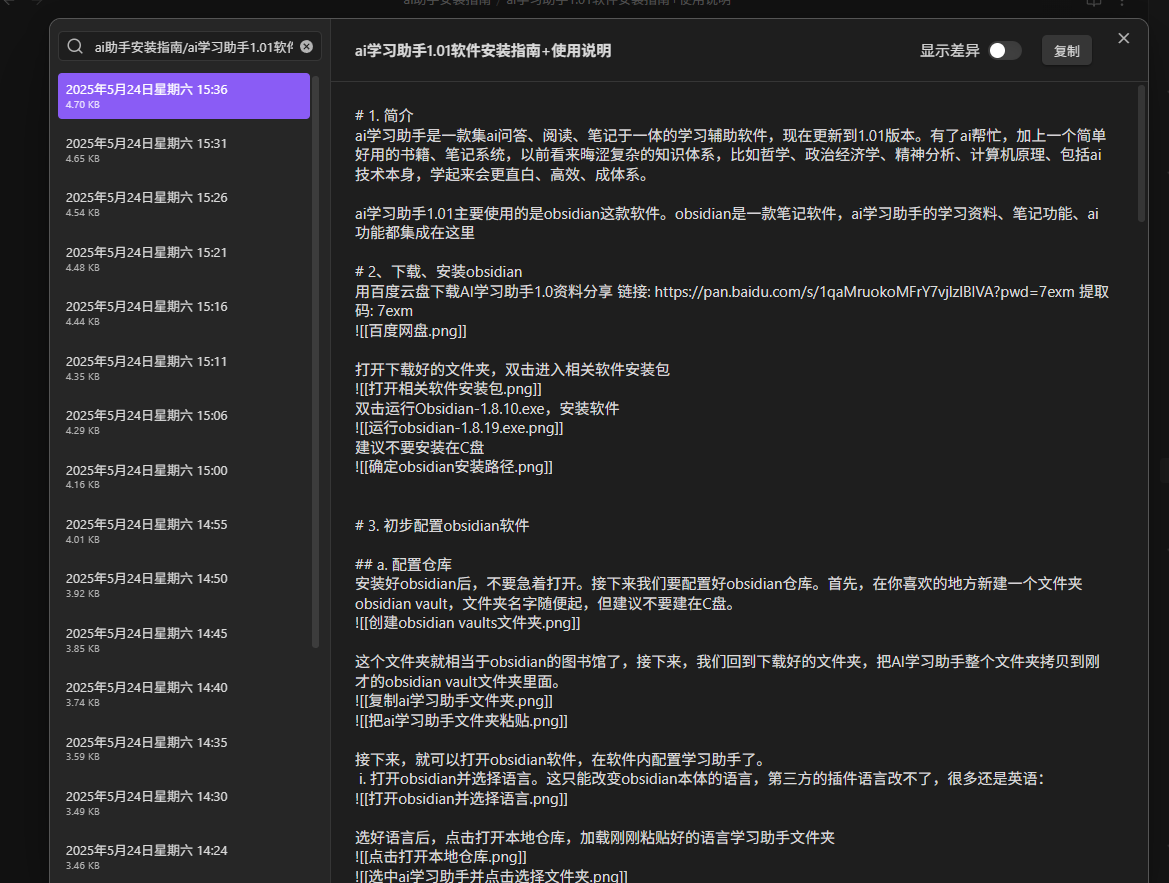 ai助手安装指南 / ai学习助手1.01软件安装指南+使用说明
ai助手安装指南/ai学习助手1.01软件
ai学习助手1.01软件安装指南+使用说明
显示差异
复制
2025年5月24日星期六 15:36
4.70 KB
2025年5月24日星期六 15:31
4.65 KB
2025年5月24日星期六 15:26
4.54 KB
2025年5月24日星期六 15:21
4.48 KB
2025年5月24日星期六 15:16
4.44 KB
2025年5月24日星期六 15:11
4.35 KB
2025年5月24日星期六 15:06
4.29 KB
2025年5月24日星期六 15:00
4.16 KB
2025年5月24日星期六 14:55
4.01 KB
2025年5月24日星期六 14:50
3.92 KB
2025年5月24日星期六 14:45
3.85 KB
2025年5月24日星期六 14:40
3.74 KB
2025年5月24日星期六 14:35
3.59 KB
2025年5月24日星期六 14:30
3.49 KB
2025年5月24日星期六 14:24
3.46 KB
# 1. 简介
ai学习助手是一款集ai问答、阅读、笔记于一体的学习辅助软件，现在更新到1.01版本。有了ai帮忙，加上一个简单
好用的书籍、笔记系统，以前看来晦涩复杂的知识体系，比如哲学、政治经济学、精神分析、计算机原理、包括ai
技术本身，学起来会更直白、高效、成体系。
ai学习助手1.01主要使用的是obsidian这款软件。obsidian是一款笔记软件，ai学习助手的学习资料、笔记功能、ai
功能都集成在这里
# 2、下载、安装obsidian
用百度云盘下载AI学习助手1.0资料分享 链接: https://pan.baidu.com/s/1qaMruokoMFrY7vjlzIBlVA?pwd=7exm 提取
码: 7exm
![[百度网盘.png]]
打开下载好的文件夹，双击进入相关软件安装包
![[打开相关软件安装包.png]]
双击运行Obsidian-1.8.10.exe，安装软件
![[运行obsidian-1.8.19.exe.png]]
建议不要安装在C盘
![[确定obsidian安装路径.png]]
# 3. 初步配置obsidian软件
## a. 配置仓库
安装好obsidian后，不要急着打开。接下来我们要配置好obsidian仓库。首先，在你喜欢的地方新建一个文件夹
obsidian vault，文件夹名字随便起，但建议不要建在C盘。
![[创建obsidian vaults文件夹.png]]
这个文件夹就相当于obsidian的图书馆了，接下来，我们回到下载好的文件夹，把AI学习助手整个文件夹拷贝到刚
才的obsidian vault文件夹里面。
![[复制ai学习助手文件夹.png]]
![[把ai学习助手文件夹粘贴.png]]
接下来，就可以打开obsidian软件，在软件内配置学习助手了。
i. 打开obsidian并选择语言。这只能改变obsidian本体的语言，第三方的插件语言改不了，很多还是英语：
![[打开obsidian并选择语言.png]]
选好语言后，点击打开本地仓库，加载刚刚粘贴好的语言学习助手文件夹
![[点击打开本地仓库.png]]
![[选中ai学习助手并点击选择文件夹.png]]